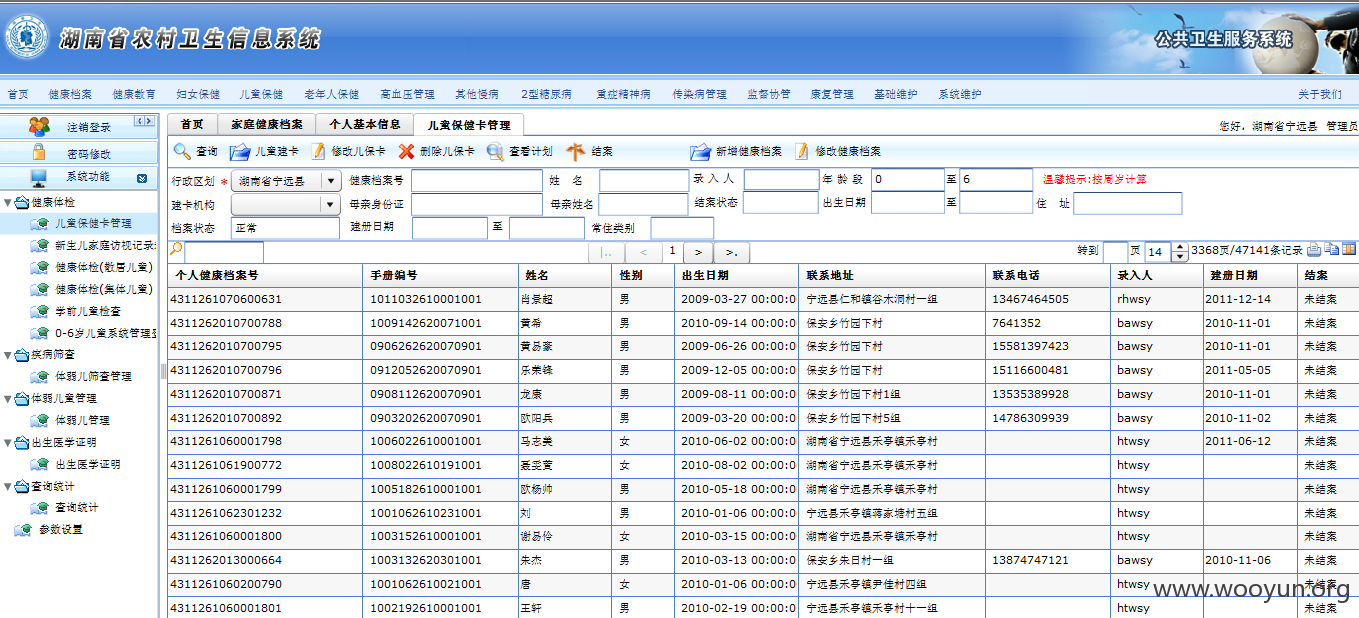 湖南省农村卫生信息系统
公共卫生服务系统
首页 健康档案 健康教育 妇女保健 儿童保健 老年人保健 高血压管理 其他慢病 2型糖尿病 重症精神病 传染病管理 监督协管 康复管理 基础维护 系统维护 关于我们
注销登录
密码修改
系统功能
健康体检
儿童保健卡管理
新生儿家庭访视记录
健康体检(散居儿童)
健康体检(集体儿童)
学前儿童检查
0-6岁儿童系统管理
疾病筛查
体弱儿筛查管理
体弱儿童管理
体弱儿管理
出生医学证明
出生医学证明
查询统计
查询统计
参数设置
首页 家庭健康档案 个人基本信息 儿童保健卡管理 您好，湖南省宁远县 管理员
查询 儿童建卡 修改儿保卡 删除儿保卡 查看计划 结案 新增健康档案 修改健康档案
行政区划 * 湖南省宁远县 健康档案号 姓 名 录 入 人 年 龄 段 0 至 6 温馨提示:按周岁计算
建卡机构 母亲身份证 母亲姓名 结案状态 出生日期 至 住 址
档案状态 正常 建册日期 至 常住类别
|.. < 1 > >. 转到 页 14 3368页/47141条记录
个人健康档案号 手册编号 姓名 性别 出生日期 联系地址 联系电话 录入人 建册日期 结案
4311261070600631 1011032610001001 肖景超 男 2009-03-27 00:00:0 宁远县仁和镇谷木洞村一组 13467464505 rhwsy 2011-12-14 未结案
4311262010700788 1009142620071001 黄希 男 2010-09-14 00:00:0 保安乡竹园下村 7641352 bawsy 2010-11-01 未结案
4311262010700795 0906262620070901 黄易豪 男 2009-06-26 00:00:0 保安乡竹园下村 15581397423 bawsy 2010-11-01 未结案
4311262010700796 0912052620070901 乐荣锋 男 2009-12-05 00:00:0 保安乡竹园下村 15116600481 bawsy 2011-05-05 未结案
4311262010700871 0908112620070901 龙康 男 2009-08-11 00:00:0 保安乡竹园下村1组 13535389928 bawsy 2010-11-01 未结案
4311262010700892 0903202620070901 欧阳兵 男 2009-03-20 00:00:0 保安乡竹园下村5组 14786309939 bawsy 2010-11-02 未结案
4311261060001798 1006022610001001 马志美 女 2010-06-02 00:00:0 湖南省宁远县禾亭镇禾亭村 htwsy 2011-06-12 未结案
4311261061900772 1008022610191001 聂雯萱 女 2010-08-02 00:00:0 湖南省宁远县禾亭镇禾亭村 htwsy 未结案
4311261060001799 1005182610001001 欧杨帅 男 2010-05-18 00:00:0 湖南省宁远县禾亭镇禾亭村 htwsy 未结案
4311261062301232 1001062610231001 刘 男 2010-01-06 00:00:0 宁远县禾亭镇蒋家塘村五组 htwsy 未结案
4311261060001800 1003152610001001 谢易伶 女 2010-03-15 00:00:0 湖南省宁远县禾亭镇禾亭村 htwsy 未结案
4311262013000664 1003132620301001 朱杰 男 2010-03-13 00:00:0 保安乡朱日村一组 13874747121 bawsy 2010-11-06 未结案
4311261060200790 1001062610021001 唐 女 2010-01-06 00:00:0 宁远县禾亭镇尹佳村四组 htwsy 未结案
4311261060001801 1002192610001001 王轩 男 2010-02-19 00:00:0 宁远县禾亭镇禾亭村十一组 htwsy 未结案
www.wooyun.org